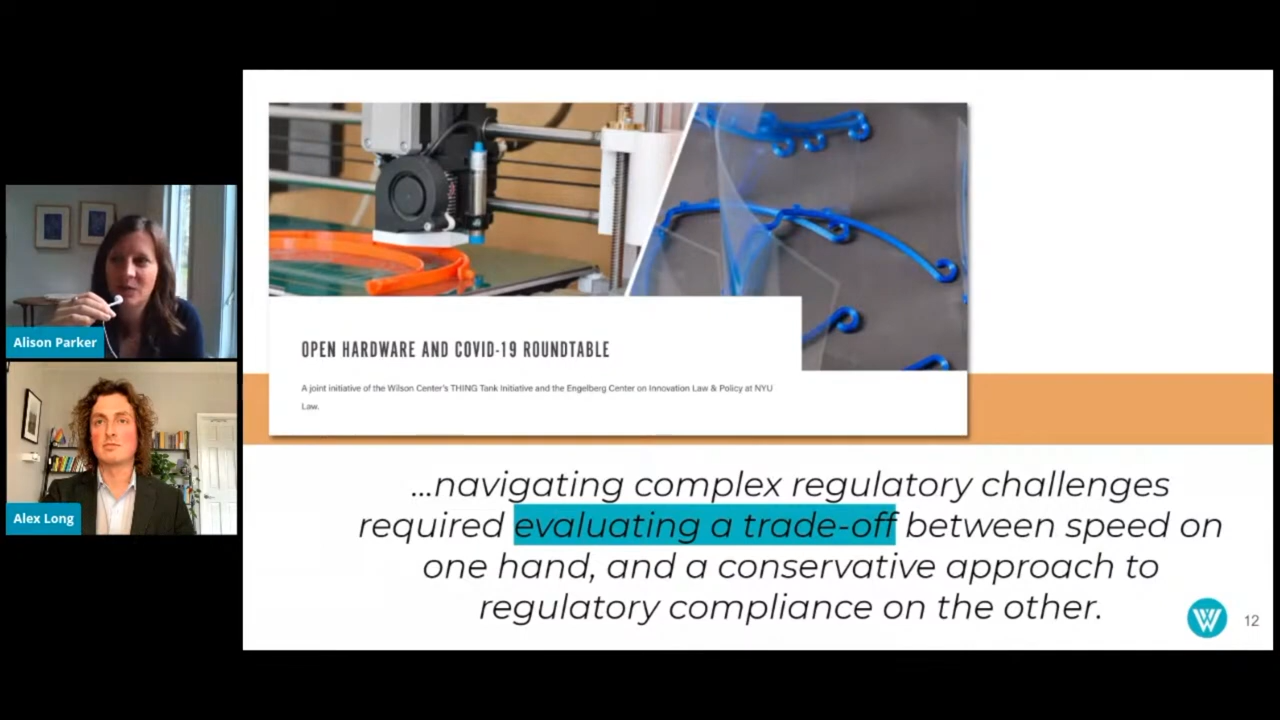 Alison Parker
Alex Long
OPEN HARDWARE AND COVID-19 ROUNDTABLE
A joint initiative of the Wilson Center's THING Tank Initiative and the Engelberg Center on Innovation Law & Policy at NYU
Law.
...navigating complex regulatory challenges
required evaluating a trade-off between speed on
one hand, and a conservative approach to
regulatory compliance on the other.
W
12